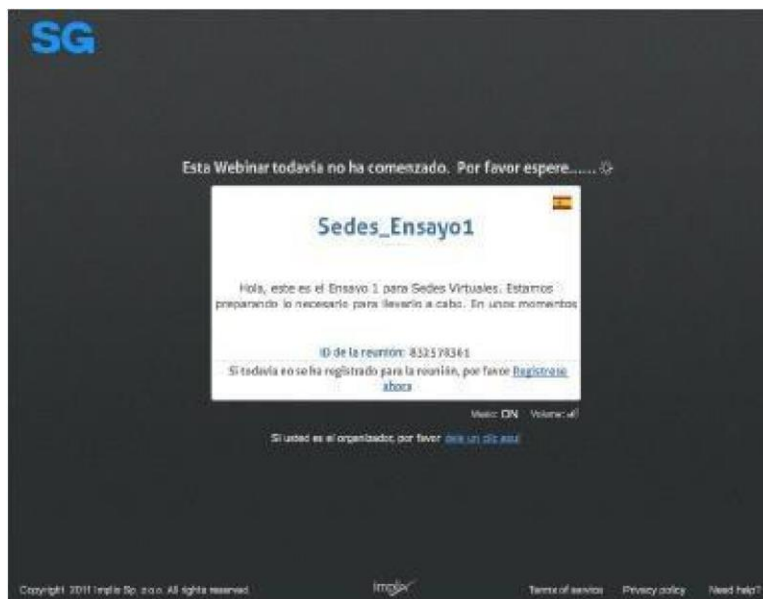 SG
Esta Webinar todavía no ha comenzado. Por favor espere......
Sedes_Ensayo1
Hola, este es el Ensayo 1 para Sedes Virtuales. Estamos
preparando lo necesario para llevarlo a cabo. En unos momentos
ID de la reunión: 832578361
Si todavía no se ha registrado para la reunión, por favor Regístrese
ahora
Music: ON Volume:
Si usted es el organizador, por favor dele un clic aquí
Copyright 2011 Implix Sp. z o.o. All rights reserved.
implix
Terms of service Privacy policy Need help?